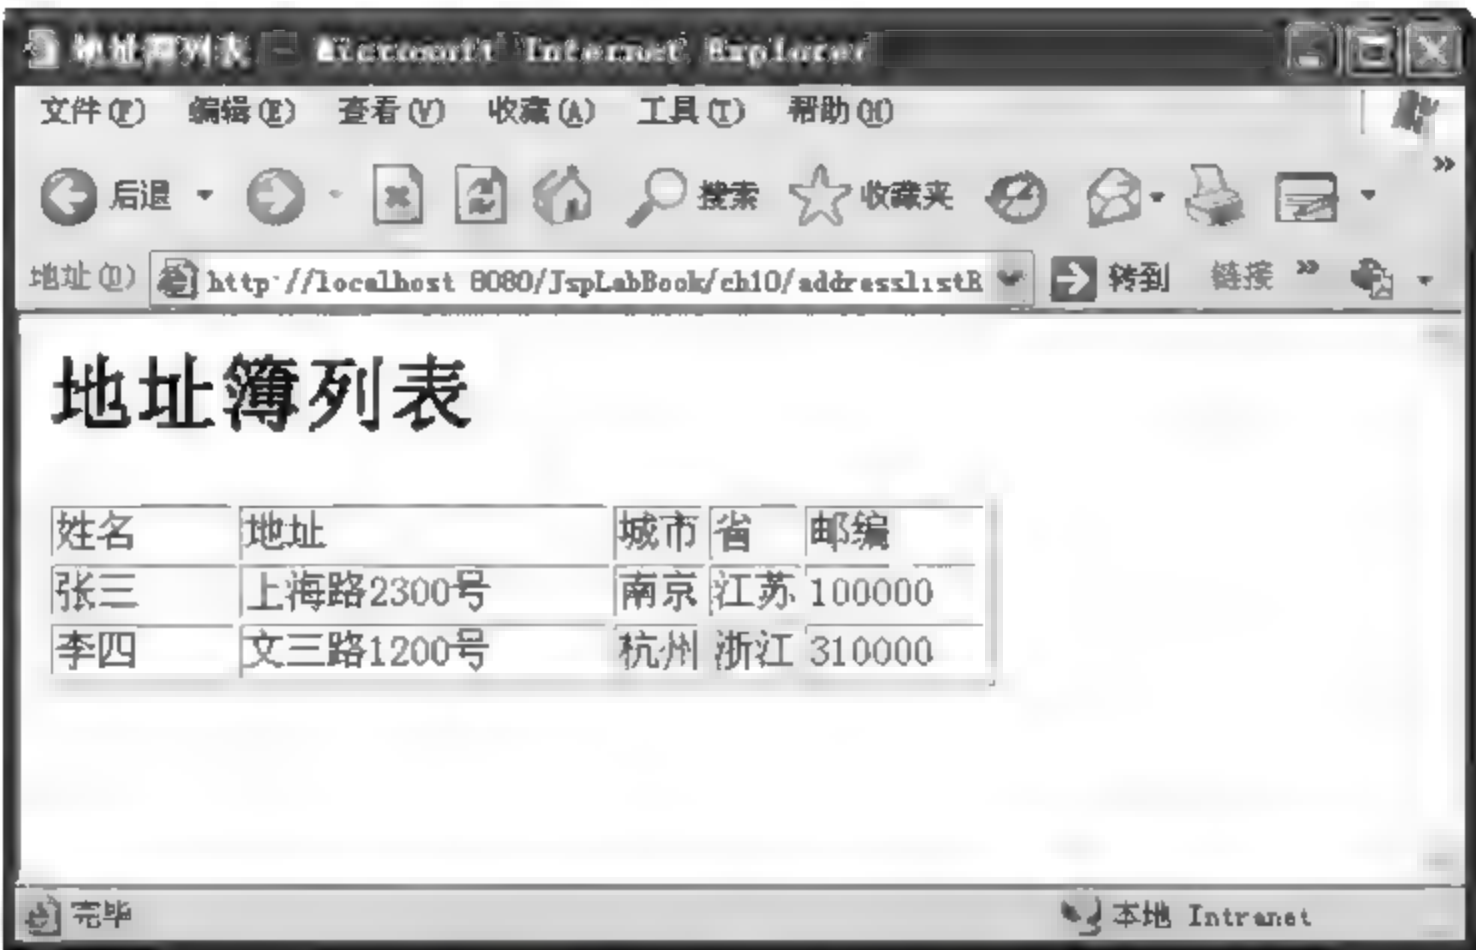 地址簿列表 - Microsoft Internet Explorer
文件(F) 编辑(E) 查看(V) 收藏(A) 工具(T) 帮助(H)
后退 搜索 收藏夹 »
地址(D) http://localhost:8080/JspLabBook/ch10/addresslistR 转到 链接 »
地址簿列表
姓名 地址 城市 省 邮编
张三 上海路2300号 南京 江苏 100000
李四 文三路1200号 杭州 浙江 310000
完毕 本地 Intranet